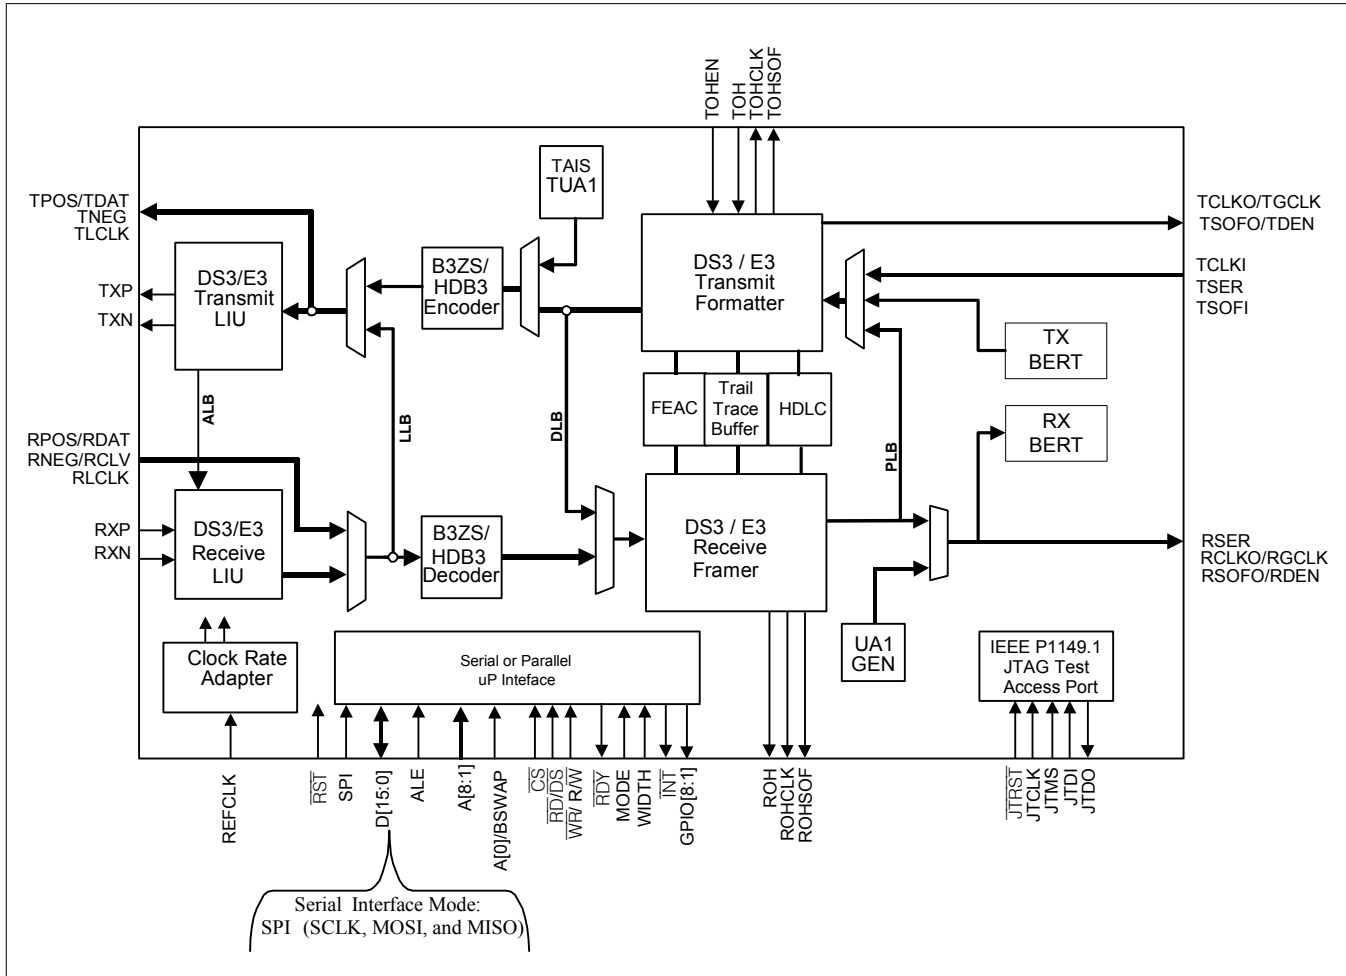 TOHEN
TOH
TOHCLK
TOHSOF
TAIS
TUA1
TPOS/TDAT
TNEG
TLCLK
TCLKO/TGCLK
TSOFO/TDEN
DS3/E3
Transmit
LIU
B3ZS/
HDB3
Encoder
DS3 / E3
Transmit
Formatter
TCLKI
TSER
TSOFI
TXP
TXN
TX
BERT
ALB
LLB
DLB
FEAC
Trail
Trace
Buffer
HDLC
PLB
RX
BERT
RPOS/RDAT
RNEG/RCLV
RLCLK
RXP
RXN
DS3/E3
Receive
LIU
B3ZS/
HDB3
Decoder
DS3 / E3
Receive
Framer
RSER
RCLKO/RGCLK
RSOFO/RDEN
Clock Rate
Adapter
Serial or Parallel
uP Inteface
UA1
GEN
IEEE P1149.1
JTAG Test
Access Port
REFCLK
RST
SPI
D[15:0]
ALE
A[8:1]
A[0]/BSWAP
CS
RD/DS
WR/ R/W
RDY
MODE
WIDTH
INT
GPIO[8:1]
ROH
ROHCLK
ROHSOF
JTRST
JTCLK
JTMS
JTDI
JTDO
Serial Interface Mode:
SPI (SCLK, MOSI, and MISO)